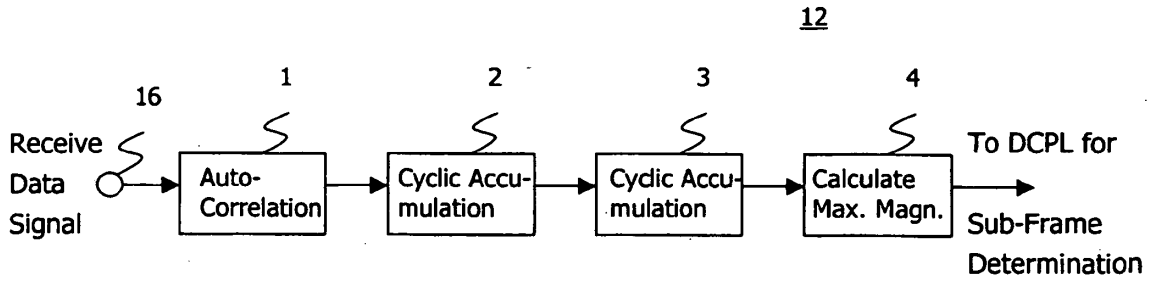 12
16
1
2
3
4
Receive
Data
Signal
Auto-
Correlation
Cyclic Accu-
mulation
Cyclic Accu-
mulation
Calculate
Max. Magn.
To DCPL for
Sub-Frame
Determination